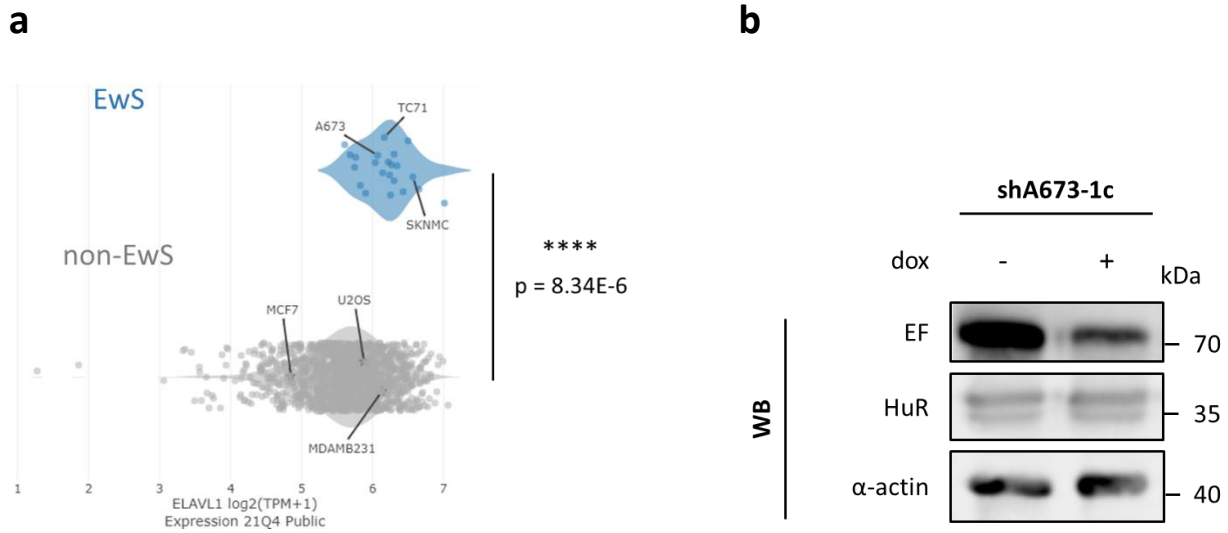 a
EwS
TC71
A673
SKNMC
non-EwS
MCF7
U2OS
MDAMB231
1 2 3 4 5 6 7
ELAVL1 log2(TPM+1)
Expression 21Q4 Public
****
p = 8.34E-6
b
shA673-1c
dox - +
kDa
EF 70
HuR 35
α-actin 40
WB